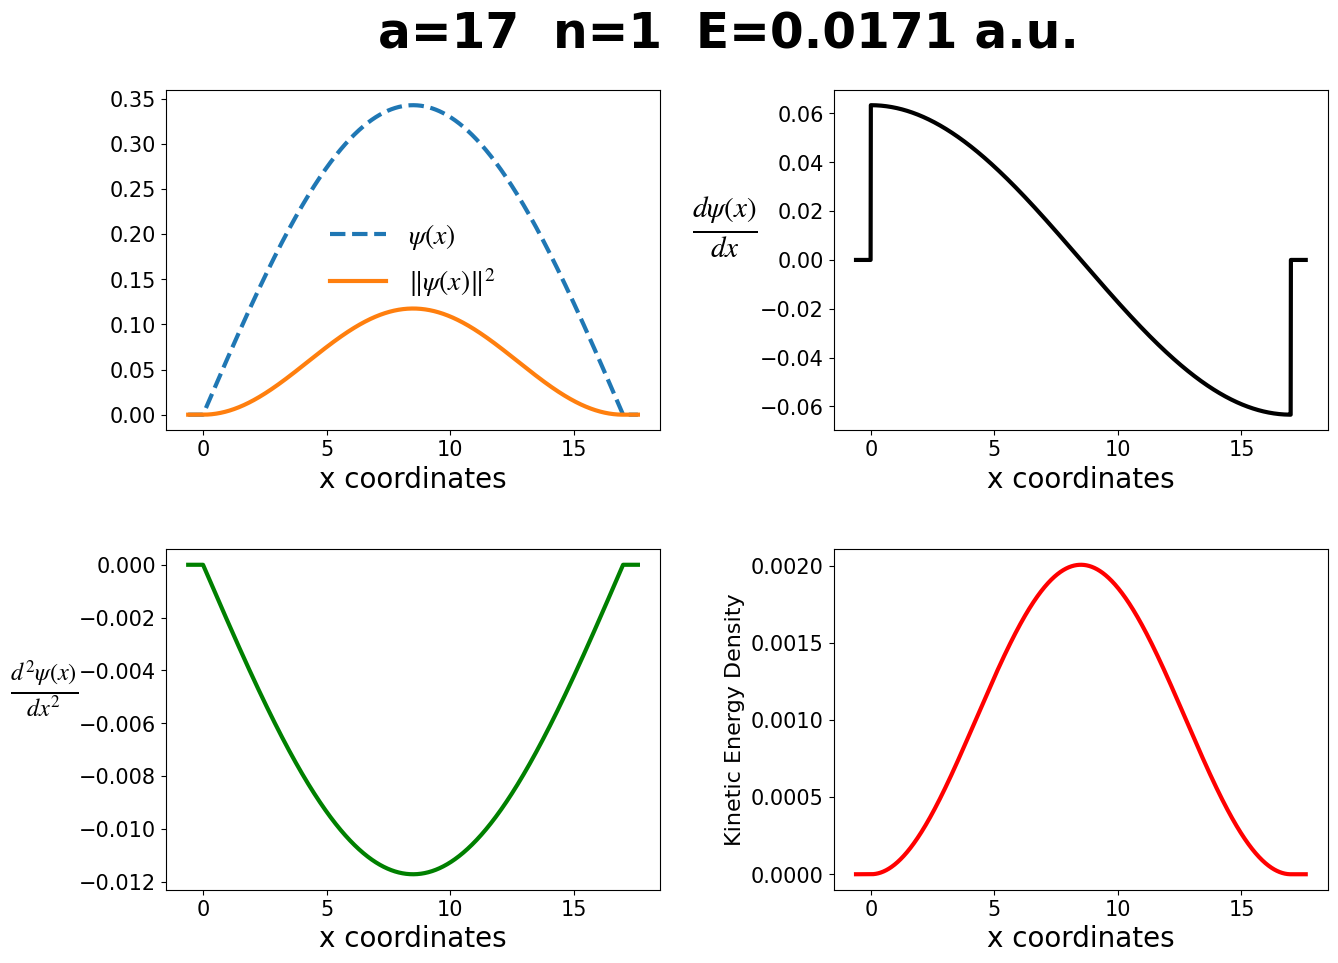 a=17 n=1 E=0.0171 a.u.
0.35
0.30
0.25
0.20
0.15
0.10
0.05
0.00
ψ(x)
‖ψ(x)‖²
0 5 10 15
x coordinates
dψ(x)
dx
0.06
0.04
0.02
0.00
−0.02
−0.04
−0.06
0 5 10 15
x coordinates
d²ψ(x)
dx²
0.000
−0.002
−0.004
−0.006
−0.008
−0.010
−0.012
0 5 10 15
x coordinates
Kinetic Energy Density
0.0020
0.0015
0.0010
0.0005
0.0000
0 5 10 15
x coordinates